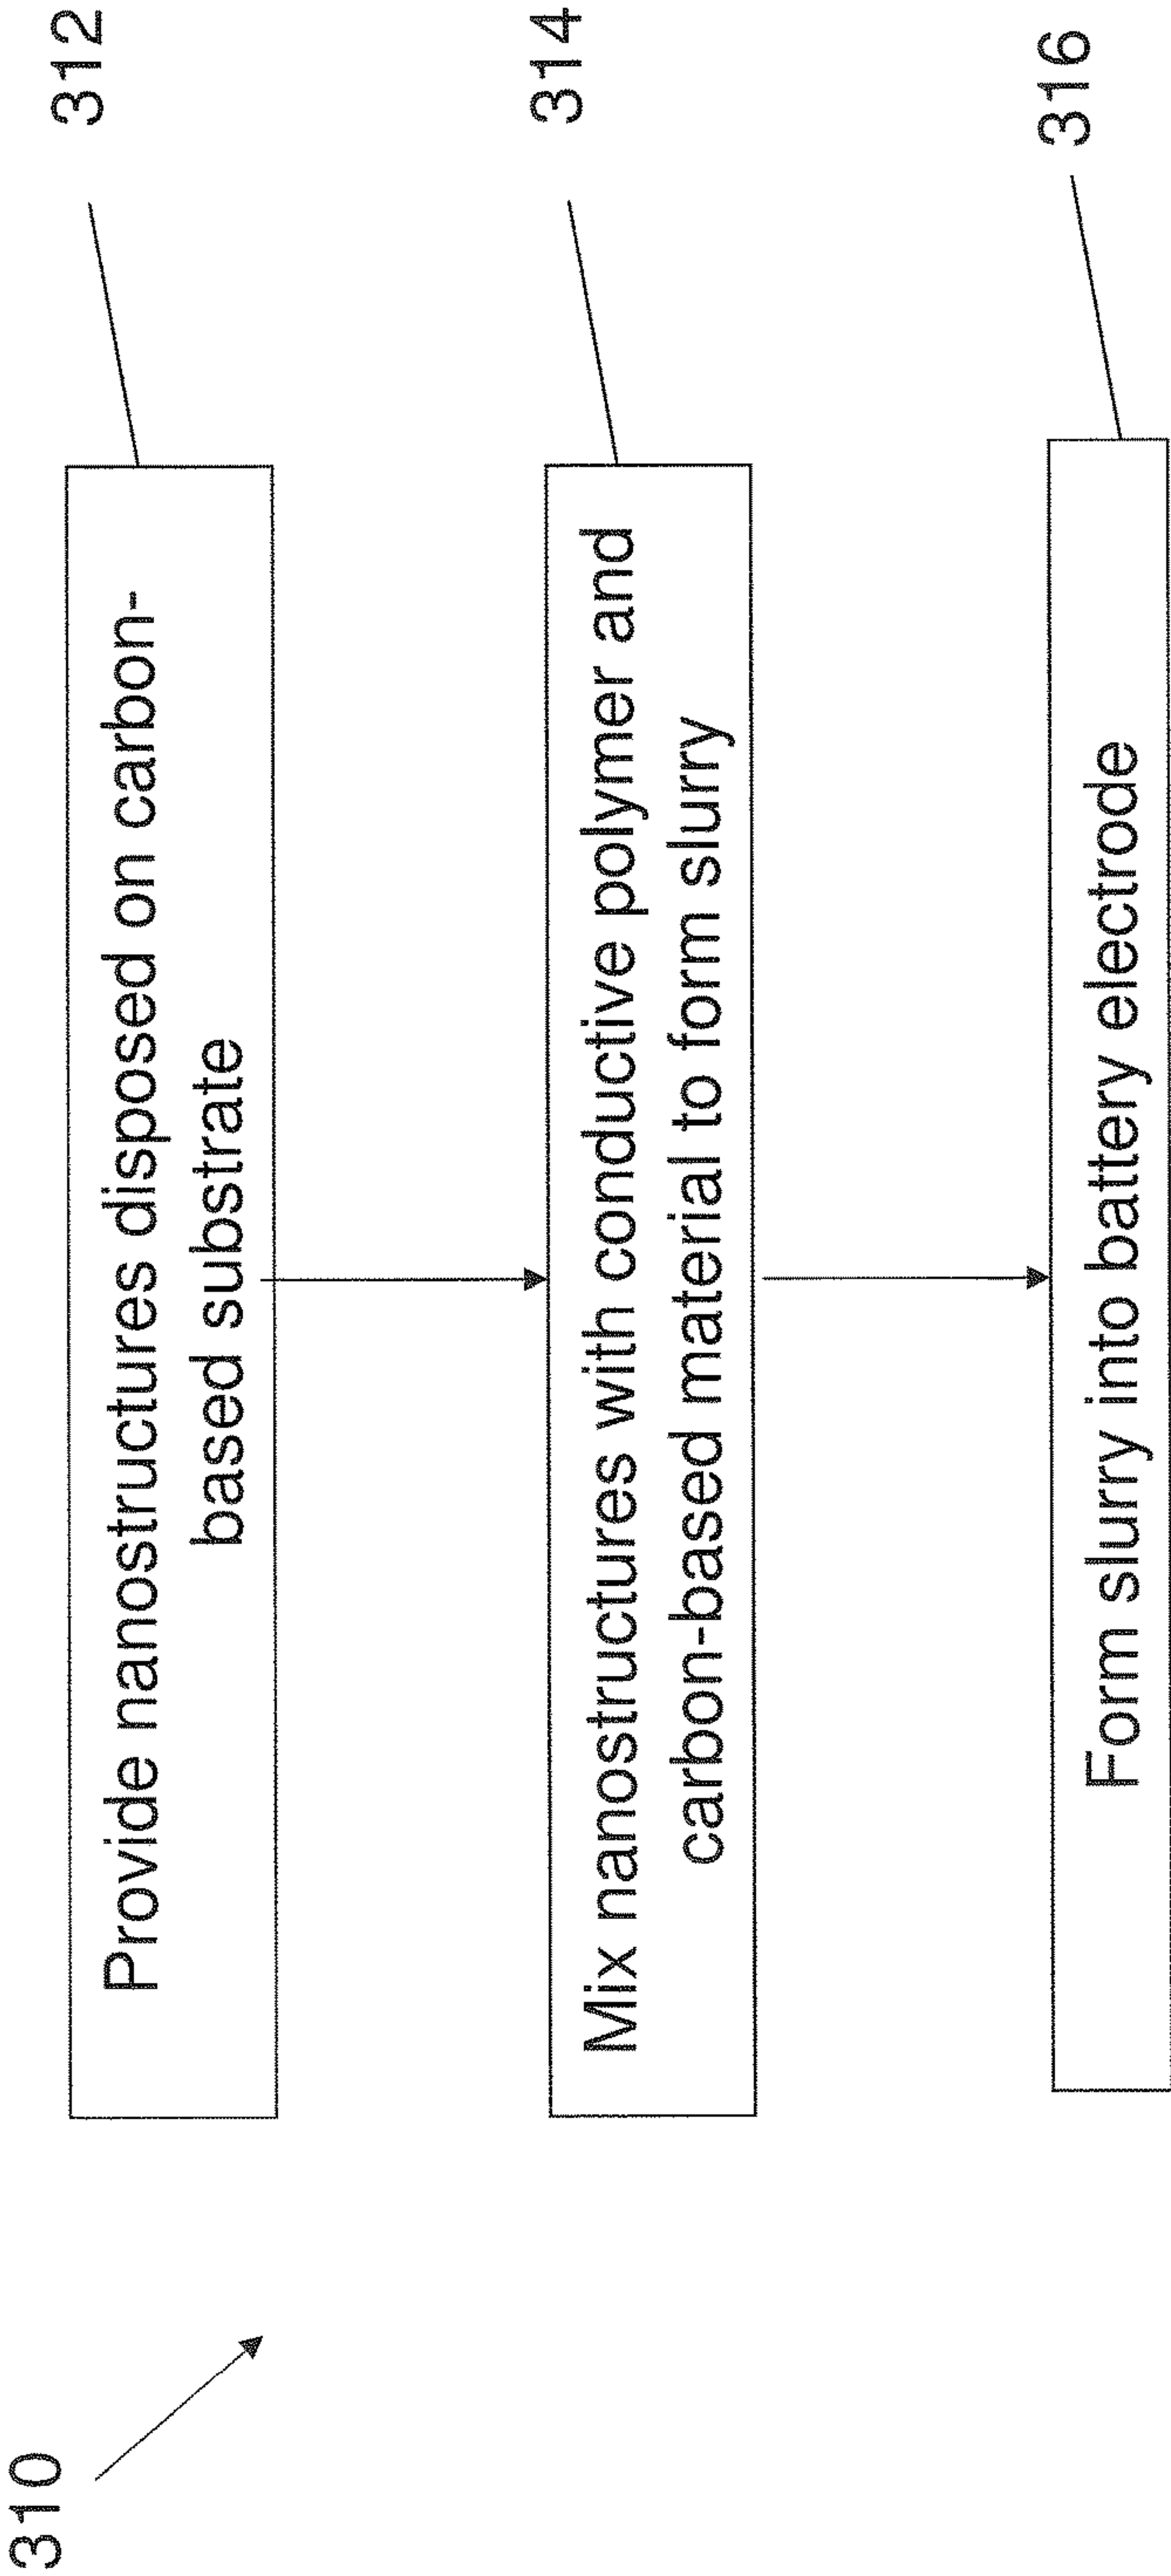 310
Provide nanostructures disposed on carbon-
based substrate
312
Mix nanostructures with conductive polymer and
carbon-based material to form slurry
314
Form slurry into battery electrode
316